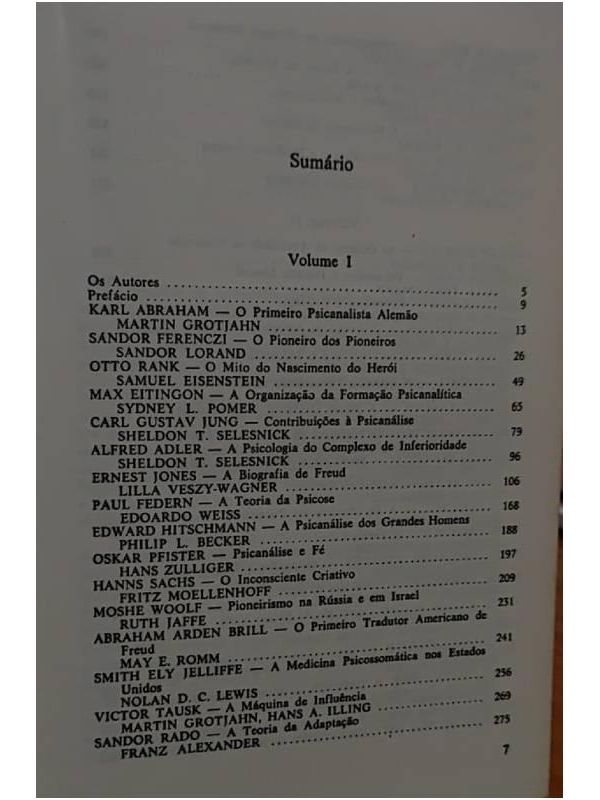 Sumário
Volume I
Os Autores ........ 5
Prefácio ........ 9
KARL ABRAHAM — O Primeiro Psicanalista Alemão
MARTIN GROTJAHN ........ 13
SANDOR FERENCZI — O Pioneiro dos Pioneiros
SANDOR LORAND ........ 26
OTTO RANK — O Mito do Nascimento do Herói
SAMUEL EISENSTEIN ........ 49
MAX EITINGON — A Organização da Formação Psicanalítica
SYDNEY L. POMER ........ 65
CARL GUSTAV JUNG — Contribuições à Psicanálise
SHELDON T. SELESNICK ........ 79
ALFRED ADLER — A Psicologia do Complexo de Inferioridade
SHELDON T. SELESNICK ........ 96
ERNEST JONES — A Biografia de Freud
LILLA VESZY-WAGNER ........ 106
PAUL FEDERN — A Teoria da Psicose
EDOARDO WEISS ........ 168
EDWARD HITSCHMANN — A Psicanálise dos Grandes Homens
PHILIP L. BECKER ........ 188
OSKAR PFISTER — Psicanálise e Fé
HANS ZULLIGER ........ 197
HANNS SACHS — O Inconsciente Criativo
FRITZ MOELLENHOFF ........ 209
MOSHE WOOLF — Pioneirismo na Rússia e em Israel
RUTH JAFFE ........ 231
ABRAHAM ARDEN BRILL — O Primeiro Tradutor Americano de
Freud
MAY E. ROMM ........ 241
SMITH ELY JELLIFFE — A Medicina Psicossomática nos Estados
Unidos
NOLAN D. C. LEWIS ........ 256
VICTOR TAUSK — A Máquina de Influência
MARTIN GROTJAHN, HANS A. ILLING ........ 269
SANDOR RADO — A Teoria da Adaptação
FRANZ ALEXANDER ........ 275
7